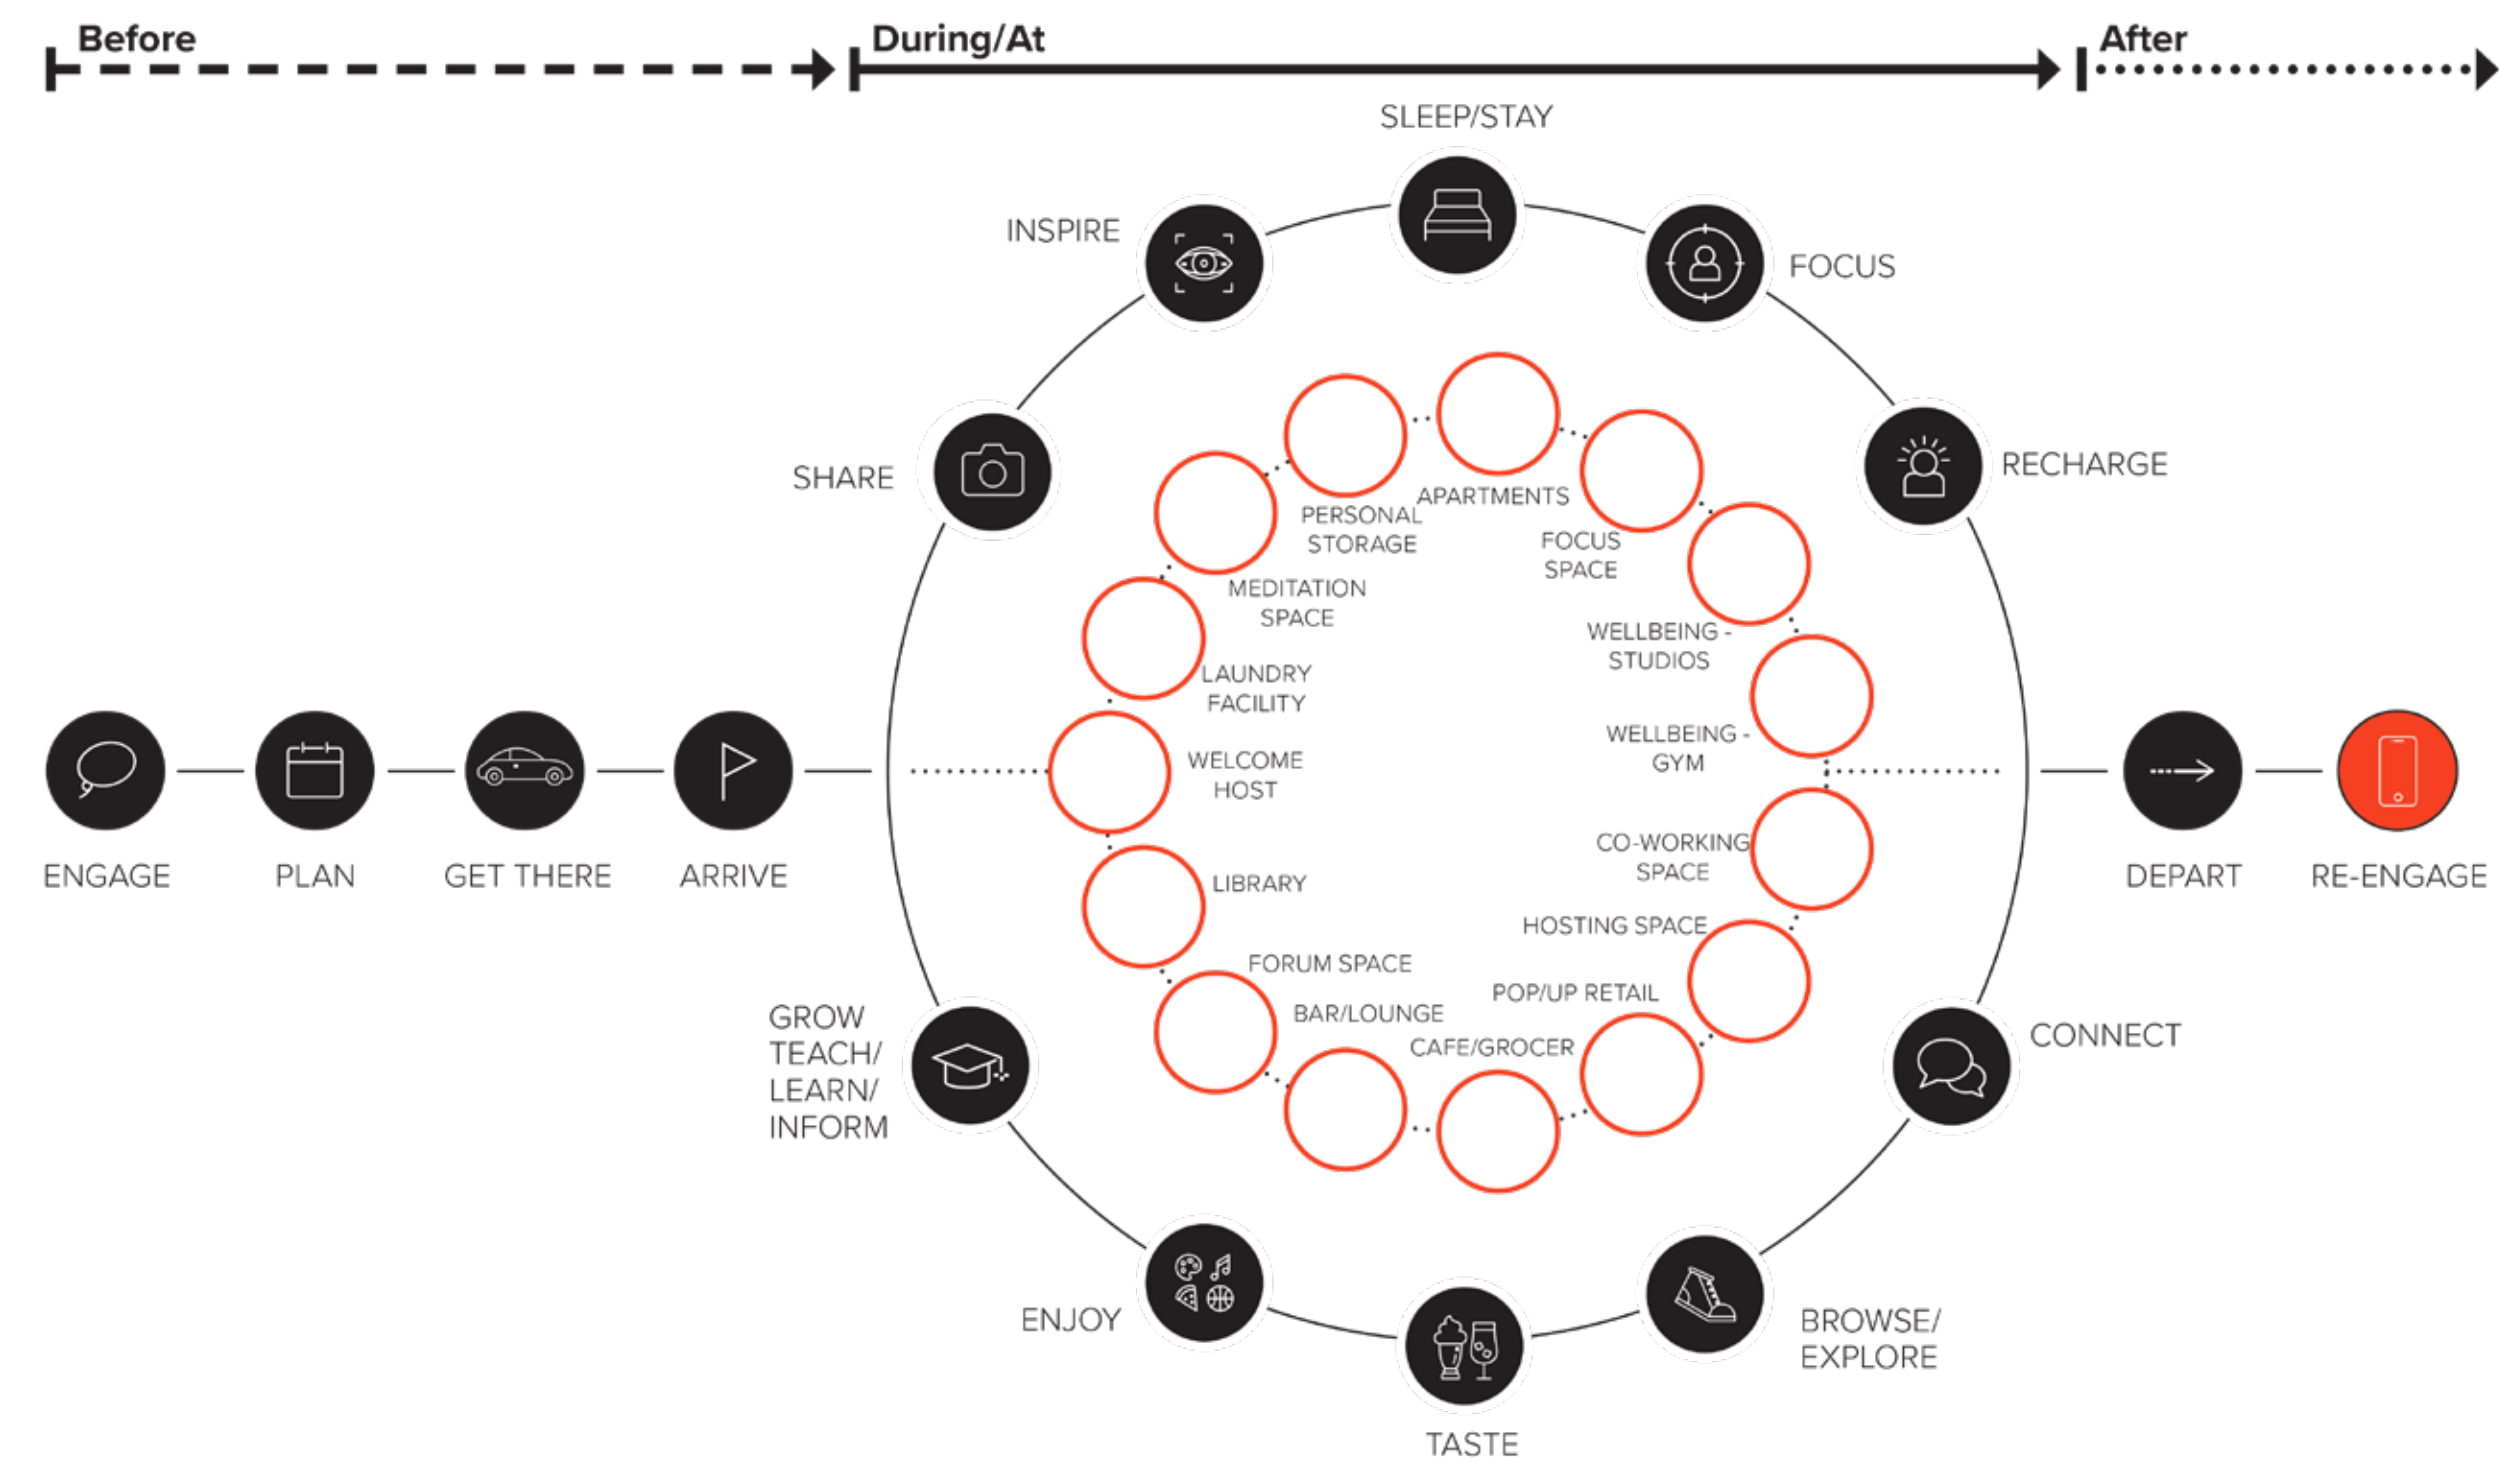 Before
During/At
After
SLEEP/STAY
INSPIRE
FOCUS
SHARE
RECHARGE
APARTMENTS
PERSONAL
STORAGE
FOCUS
SPACE
MEDITATION
SPACE
WELLBEING -
STUDIOS
LAUNDRY
FACILITY
WELLBEING -
GYM
WELCOME
HOST
CO-WORKING
SPACE
ENGAGE
PLAN
GET THERE
ARRIVE
LIBRARY
DEPART
RE-ENGAGE
HOSTING SPACE
FORUM SPACE
POP/UP RETAIL
BAR/LOUNGE
CAFE/GROCER
GROW
TEACH/
LEARN/
INFORM
CONNECT
ENJOY
BROWSE/
EXPLORE
TASTE